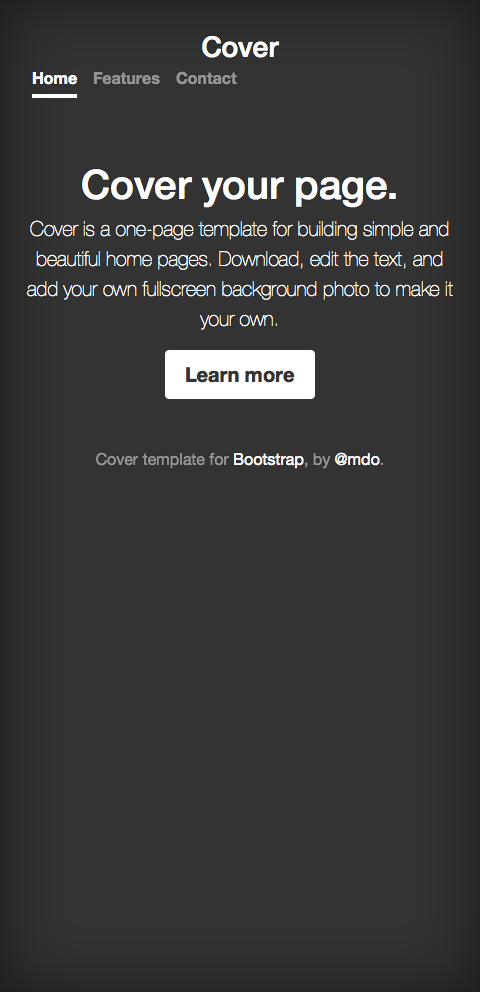 Cover
Home Features Contact
Cover your page.
Cover is a one-page template for building simple and
beautiful home pages. Download, edit the text, and
add your own fullscreen background photo to make it
your own.
Learn more
Cover template for Bootstrap, by @mdo.